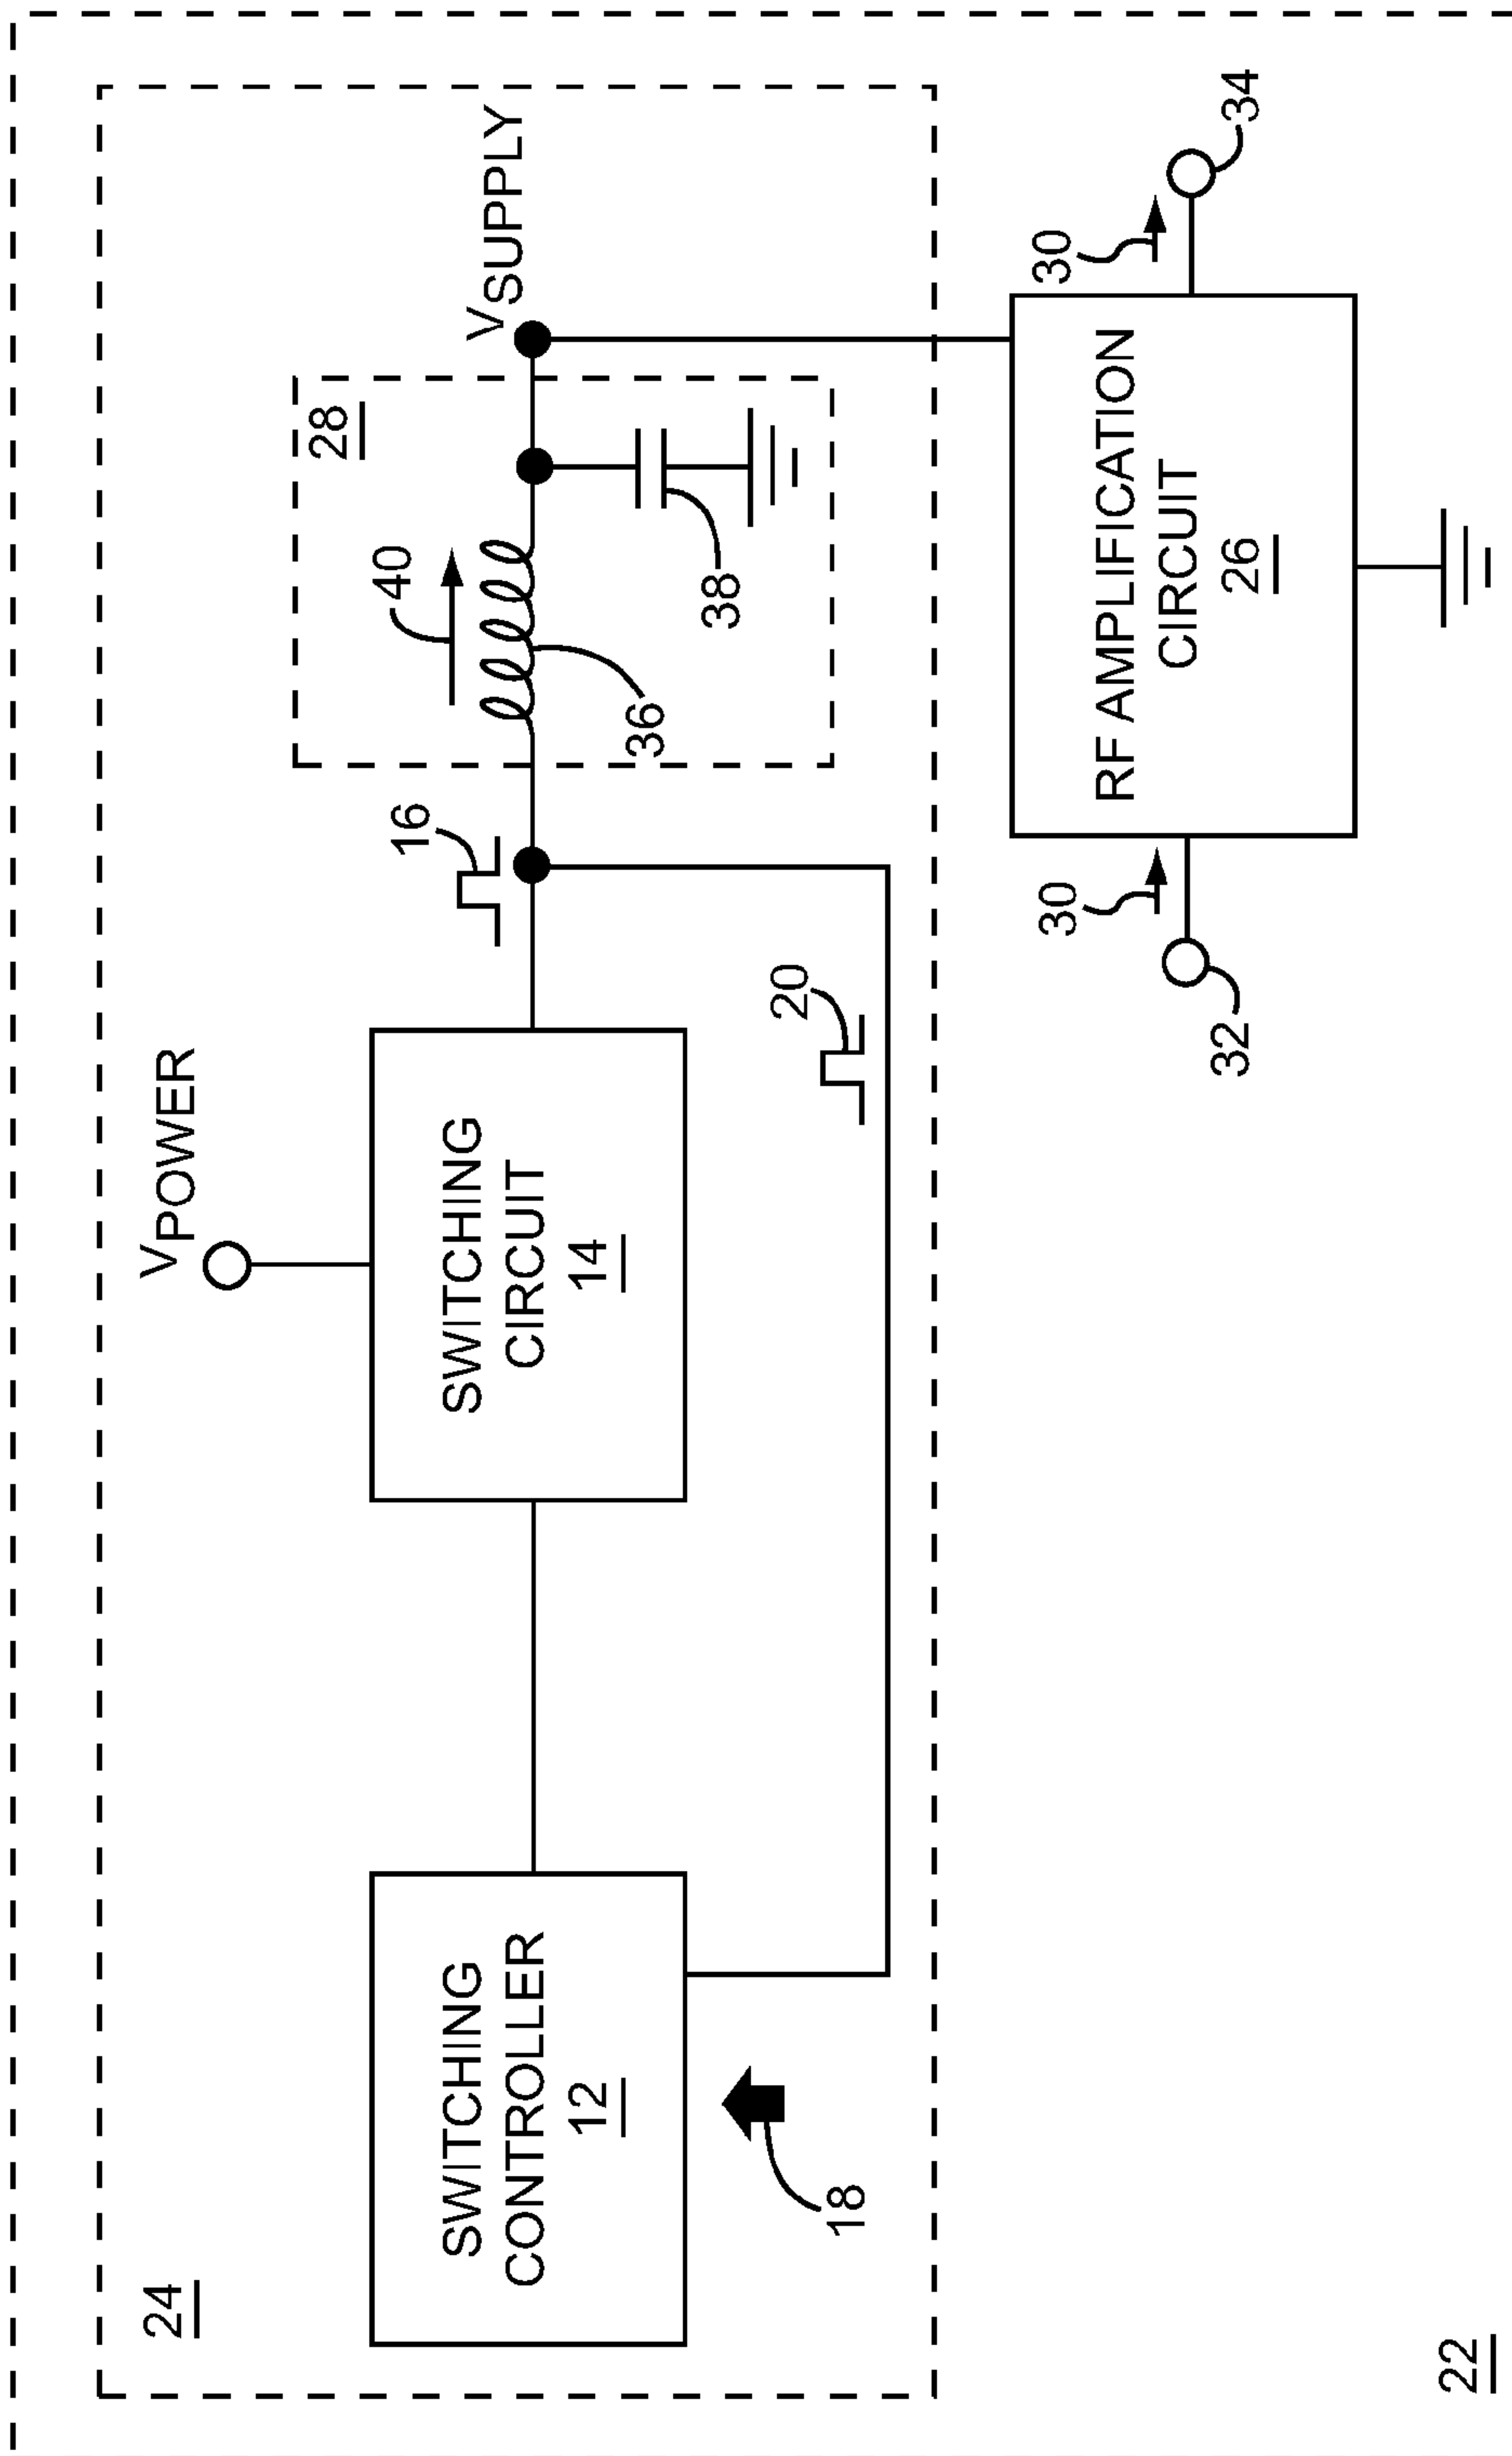 24
VPOWER
VSUPPLY
28
40
16
SWITCHING
CONTROLLER
12
SWITCHING
CIRCUIT
14
36
38
18
20
30
30
RF AMPLIFICATION
CIRCUIT
26
32
34
22